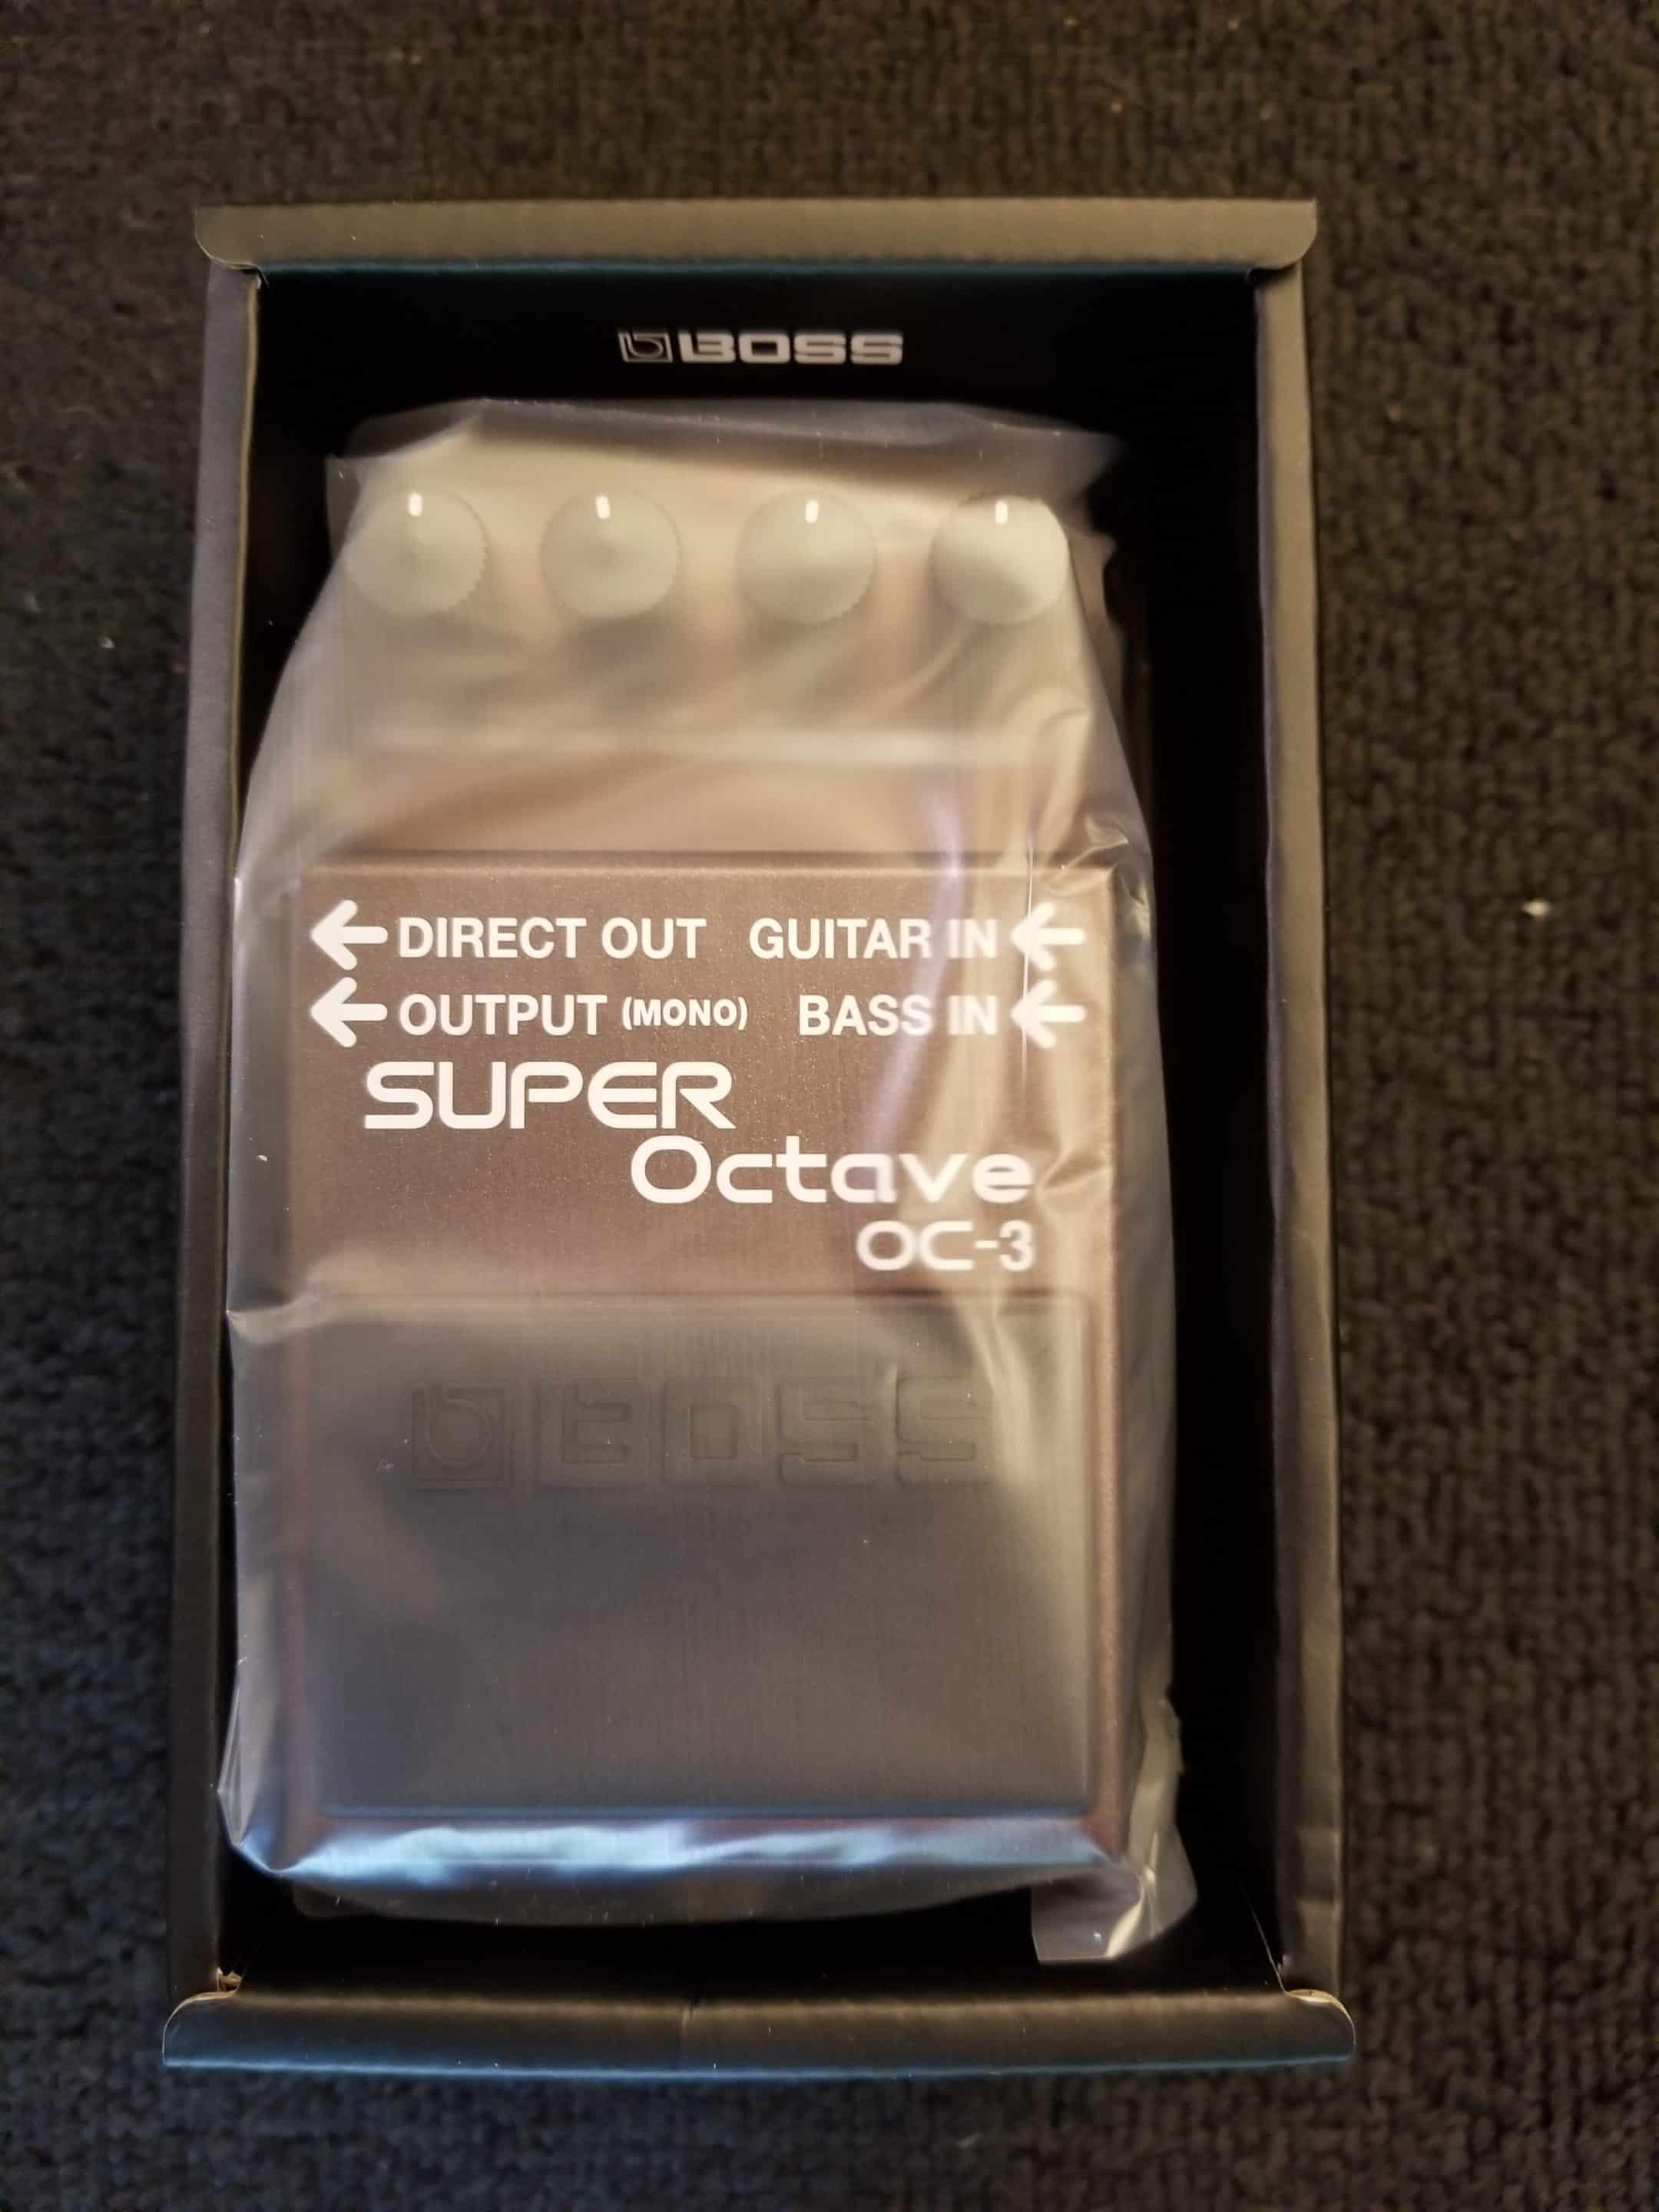 BOSS
DIRECT OUT GUITAR IN
OUTPUT (MONO) BASS IN
SUPER
Octave
OC-3
BOSS